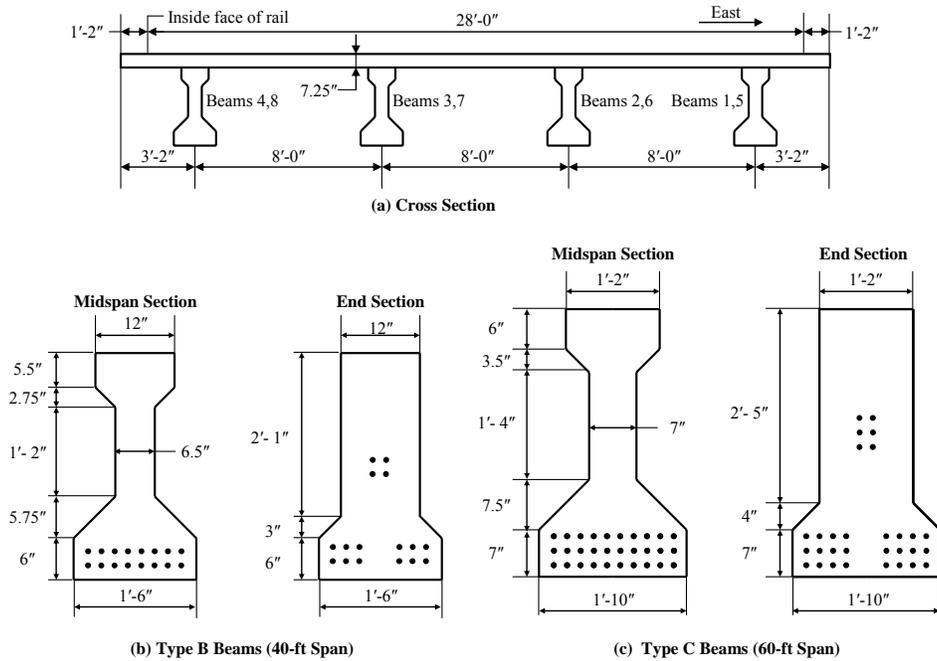 Inside face of rail
East
1′-2″
28′-0″
1′-2″
7.25″
Beams 4,8
Beams 3,7
Beams 2,6
Beams 1,5
3′-2″
8′-0″
8′-0″
8′-0″
3′-2″
(a) Cross Section
Midspan Section
12″
5.5″
2.75″
1′- 2″
6.5″
5.75″
6″
1′-6″
End Section
12″
2′- 1″
3″
6″
1′-6″
(b) Type B Beams (40-ft Span)
Midspan Section
1′-2″
6″
3.5″
1′- 4″
7″
7.5″
7″
1′-10″
End Section
1′-2″
2′- 5″
4″
7″
1′-10″
(c) Type C Beams (60-ft Span)